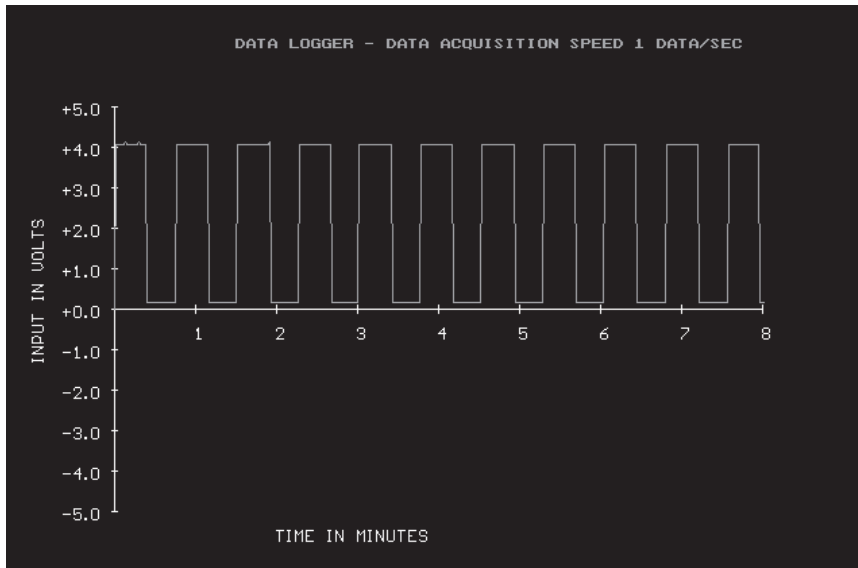 DATA LOGGER - DATA ACQUISITION SPEED 1 DATA/SEC
+5.0
+4.0
+3.0
+2.0
+1.0
+0.0
-1.0
-2.0
-3.0
-4.0
-5.0
INPUT IN VOLTS
1 2 3 4 5 6 7 8
TIME IN MINUTES